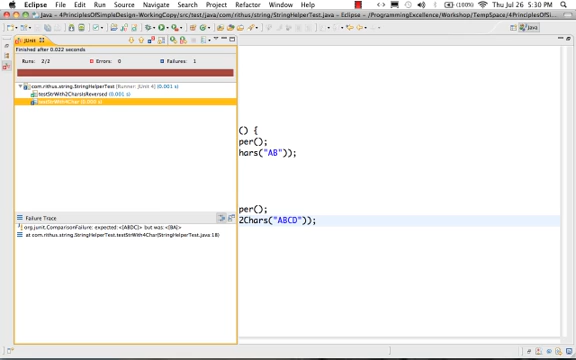 Eclipse File Edit Source Navigate Search Project Refactor Window Help (100%) Thu Jul 26 5:30 PM
Java - 4PrinciplesOfSimpleDesign-WorkingCopy/src/test/java/com/rithus/string/StringHelperTest.java - Eclipse - /ProgrammingExcellence/Workshop/TempSpace/4PrinciplesOfSi...
Java
JUnit
Finished after 0.022 seconds
Runs: 2/2 Errors: 0 Failures: 1
com.rithus.string.StringHelperTest [Runner: JUnit 4] (0.001 s)
testStrWith2CharsIsReversed (0.001 s)
testStrWith4Char (0.000 s)
() {
per();
hars("AB"));
per();
2Chars("ABCD"));
Failure Trace
org.junit.ComparisonFailure: expected:<[ABDC]> but was:<[BA]>
at com.rithus.string.StringHelperTest.testStrWith4Char(StringHelperTest.java:18)